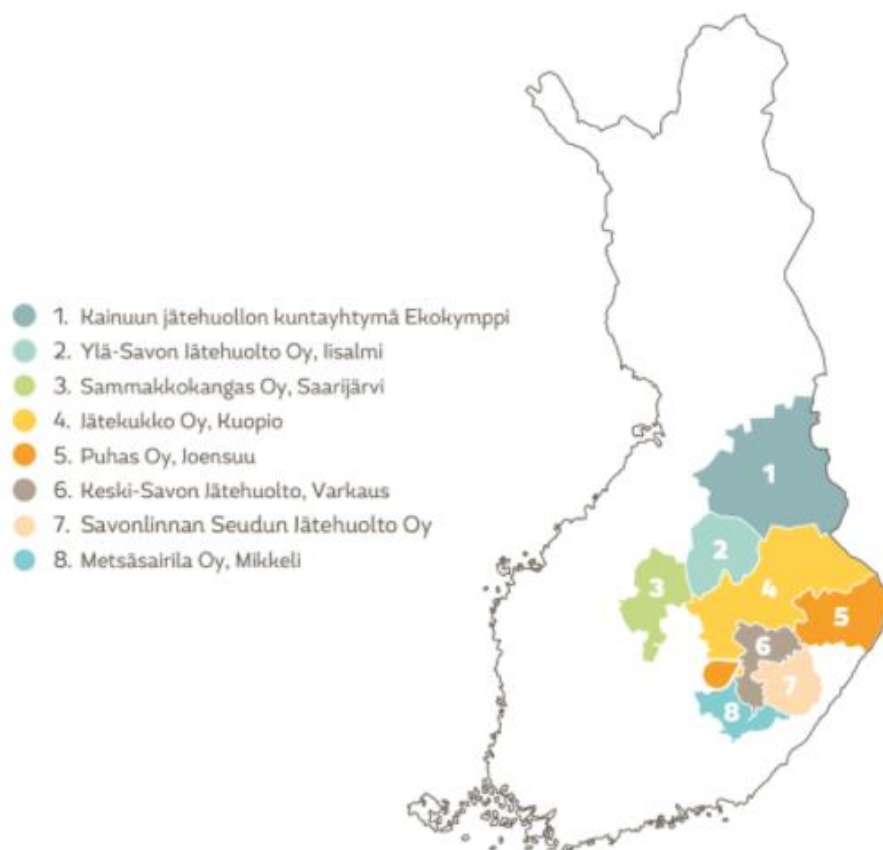 1. Kainuun jätehuollon kuntayhtymä Ekokymppi
2. Ylä-Savon Jätehuolto Oy, Iisalmi
3. Sammakkokangas Oy, Saarijärvi
4. Jätekukko Oy, Kuopio
5. Puhas Oy, Joensuu
6. Keski-Savon Jätehuolto, Varkaus
7. Savonlinnan Seudun Jätehuolto Oy
8. Metsäsairila Oy, Mikkeli
1
2
3
4
5
6
7
8